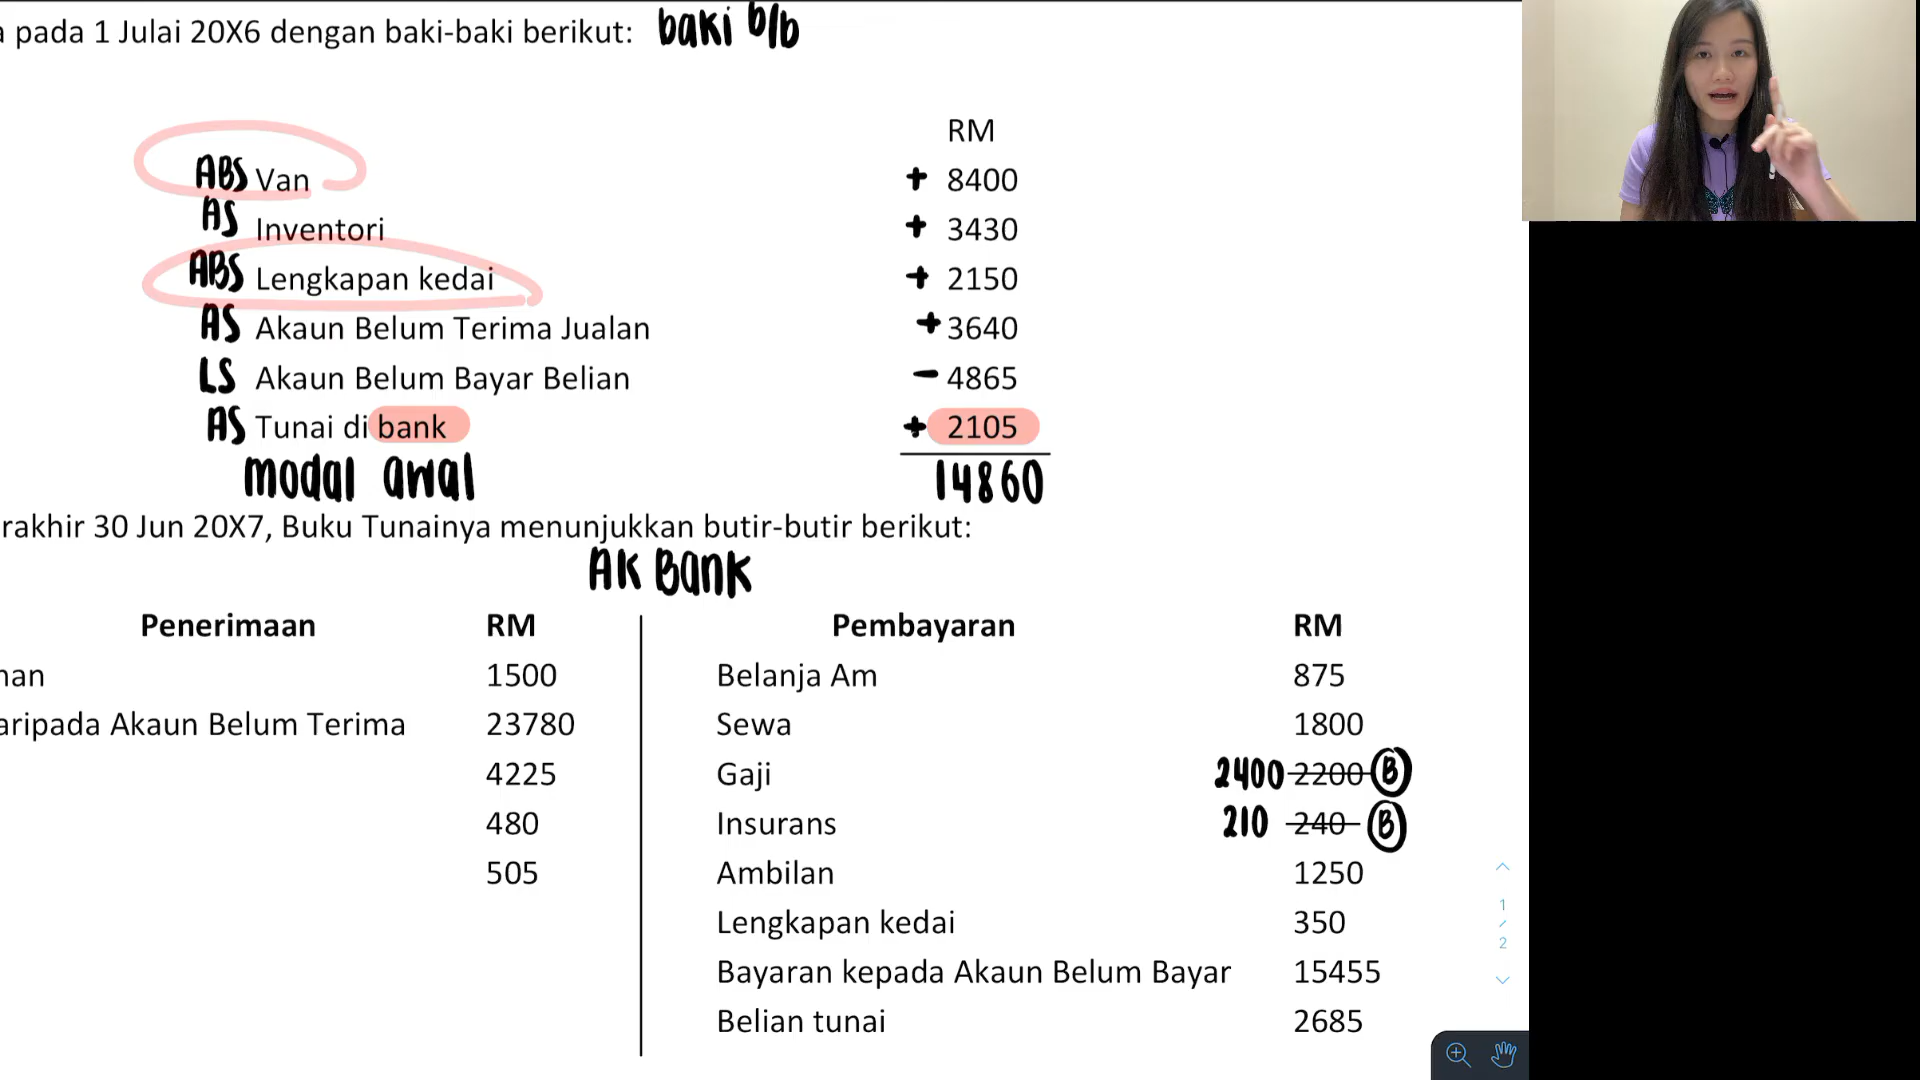 pada 1 Julai 20X6 dengan baki-baki berikut: baki b/b
RM
ABS Van + 8400
AS Inventori + 3430
ABS Lengkapan kedai + 2150
AS Akaun Belum Terima Jualan + 3640
LS Akaun Belum Bayar Belian - 4865
AS Tunai di bank + 2105
modal awal 14860
rakhir 30 Jun 20X7, Buku Tunainya menunjukkan butir-butir berikut:
AK BANK
Penerimaan RM Pembayaran RM
nan 1500 Belanja Am 875
aripada Akaun Belum Terima 23780 Sewa 1800
4225 Gaji 2400 2200 B
480 Insurans 210 240 B
505 Ambilan 1250
Lengkapan kedai 350
Bayaran kepada Akaun Belum Bayar 15455
Belian tunai 2685
1
/
2